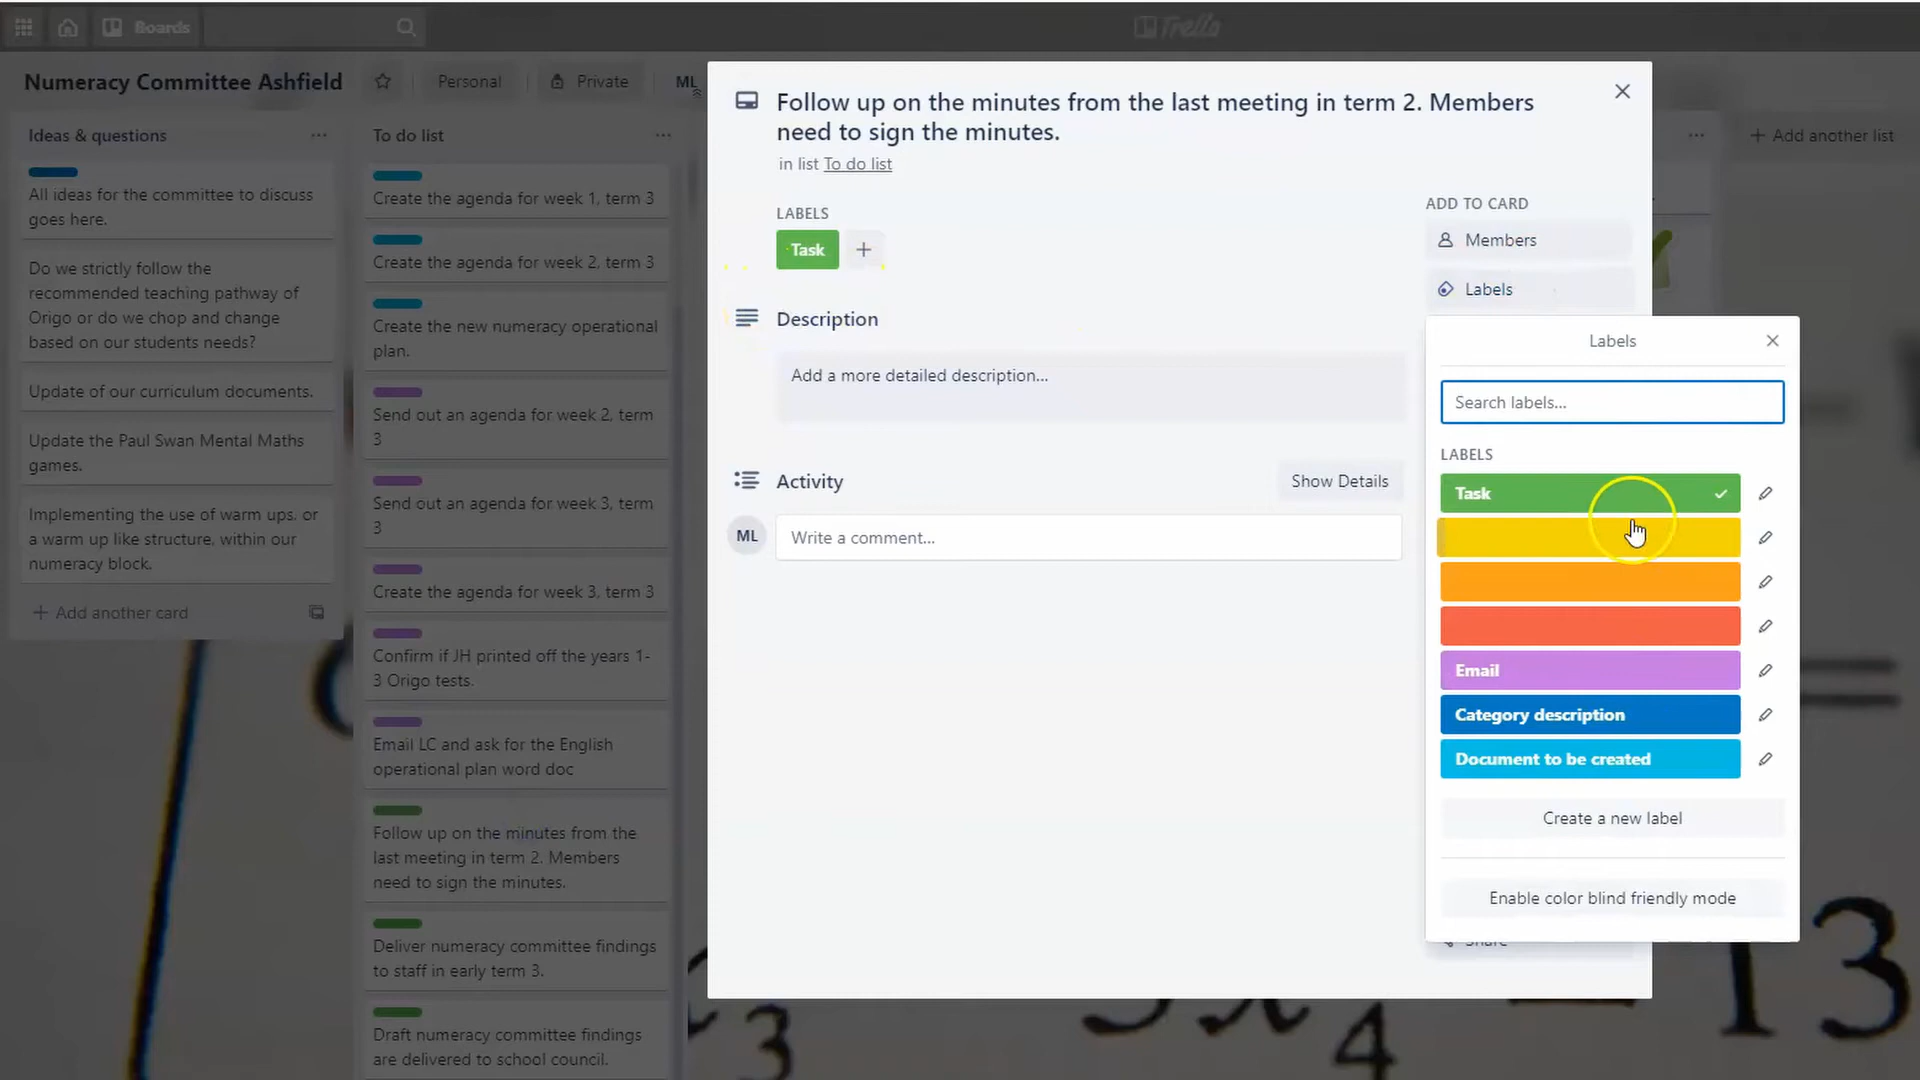 Boards
Trello
Numeracy Committee Ashfield
Personal
Private
ML
Ideas & questions
All ideas for the committee to discuss
goes here.
Do we strictly follow the
recommended teaching pathway of
Origo or do we chop and change
based on our students needs?
Update of our curriculum documents.
Update the Paul Swan Mental Maths
games.
Implementing the use of warm ups, or
a warm up like structure, within our
numeracy block.
+ Add another card
To do list
Create the agenda for week 1, term 3
Create the agenda for week 2, term 3
Create the new numeracy operational
plan.
Send out an agenda for week 2, term
3
Send out an agenda for week 3, term
3
Create the agenda for week 3, term 3
Confirm if JH printed off the years 1-
3 Origo tests.
Email LC and ask for the English
operational plan word doc
Follow up on the minutes from the
last meeting in term 2. Members
need to sign the minutes.
Deliver numeracy committee findings
to staff in early term 3.
Draft numeracy committee findings
are delivered to school council.
Follow up on the minutes from the last meeting in term 2. Members
need to sign the minutes.
in list To do list
LABELS
Task
+
Description
Add a more detailed description...
Activity
Show Details
ML
Write a comment...
ADD TO CARD
Members
Labels
Labels
Search labels...
LABELS
Task
Email
Category description
Document to be created
Create a new label
Enable color blind friendly mode
Share
+ Add another list
3
4
=
13